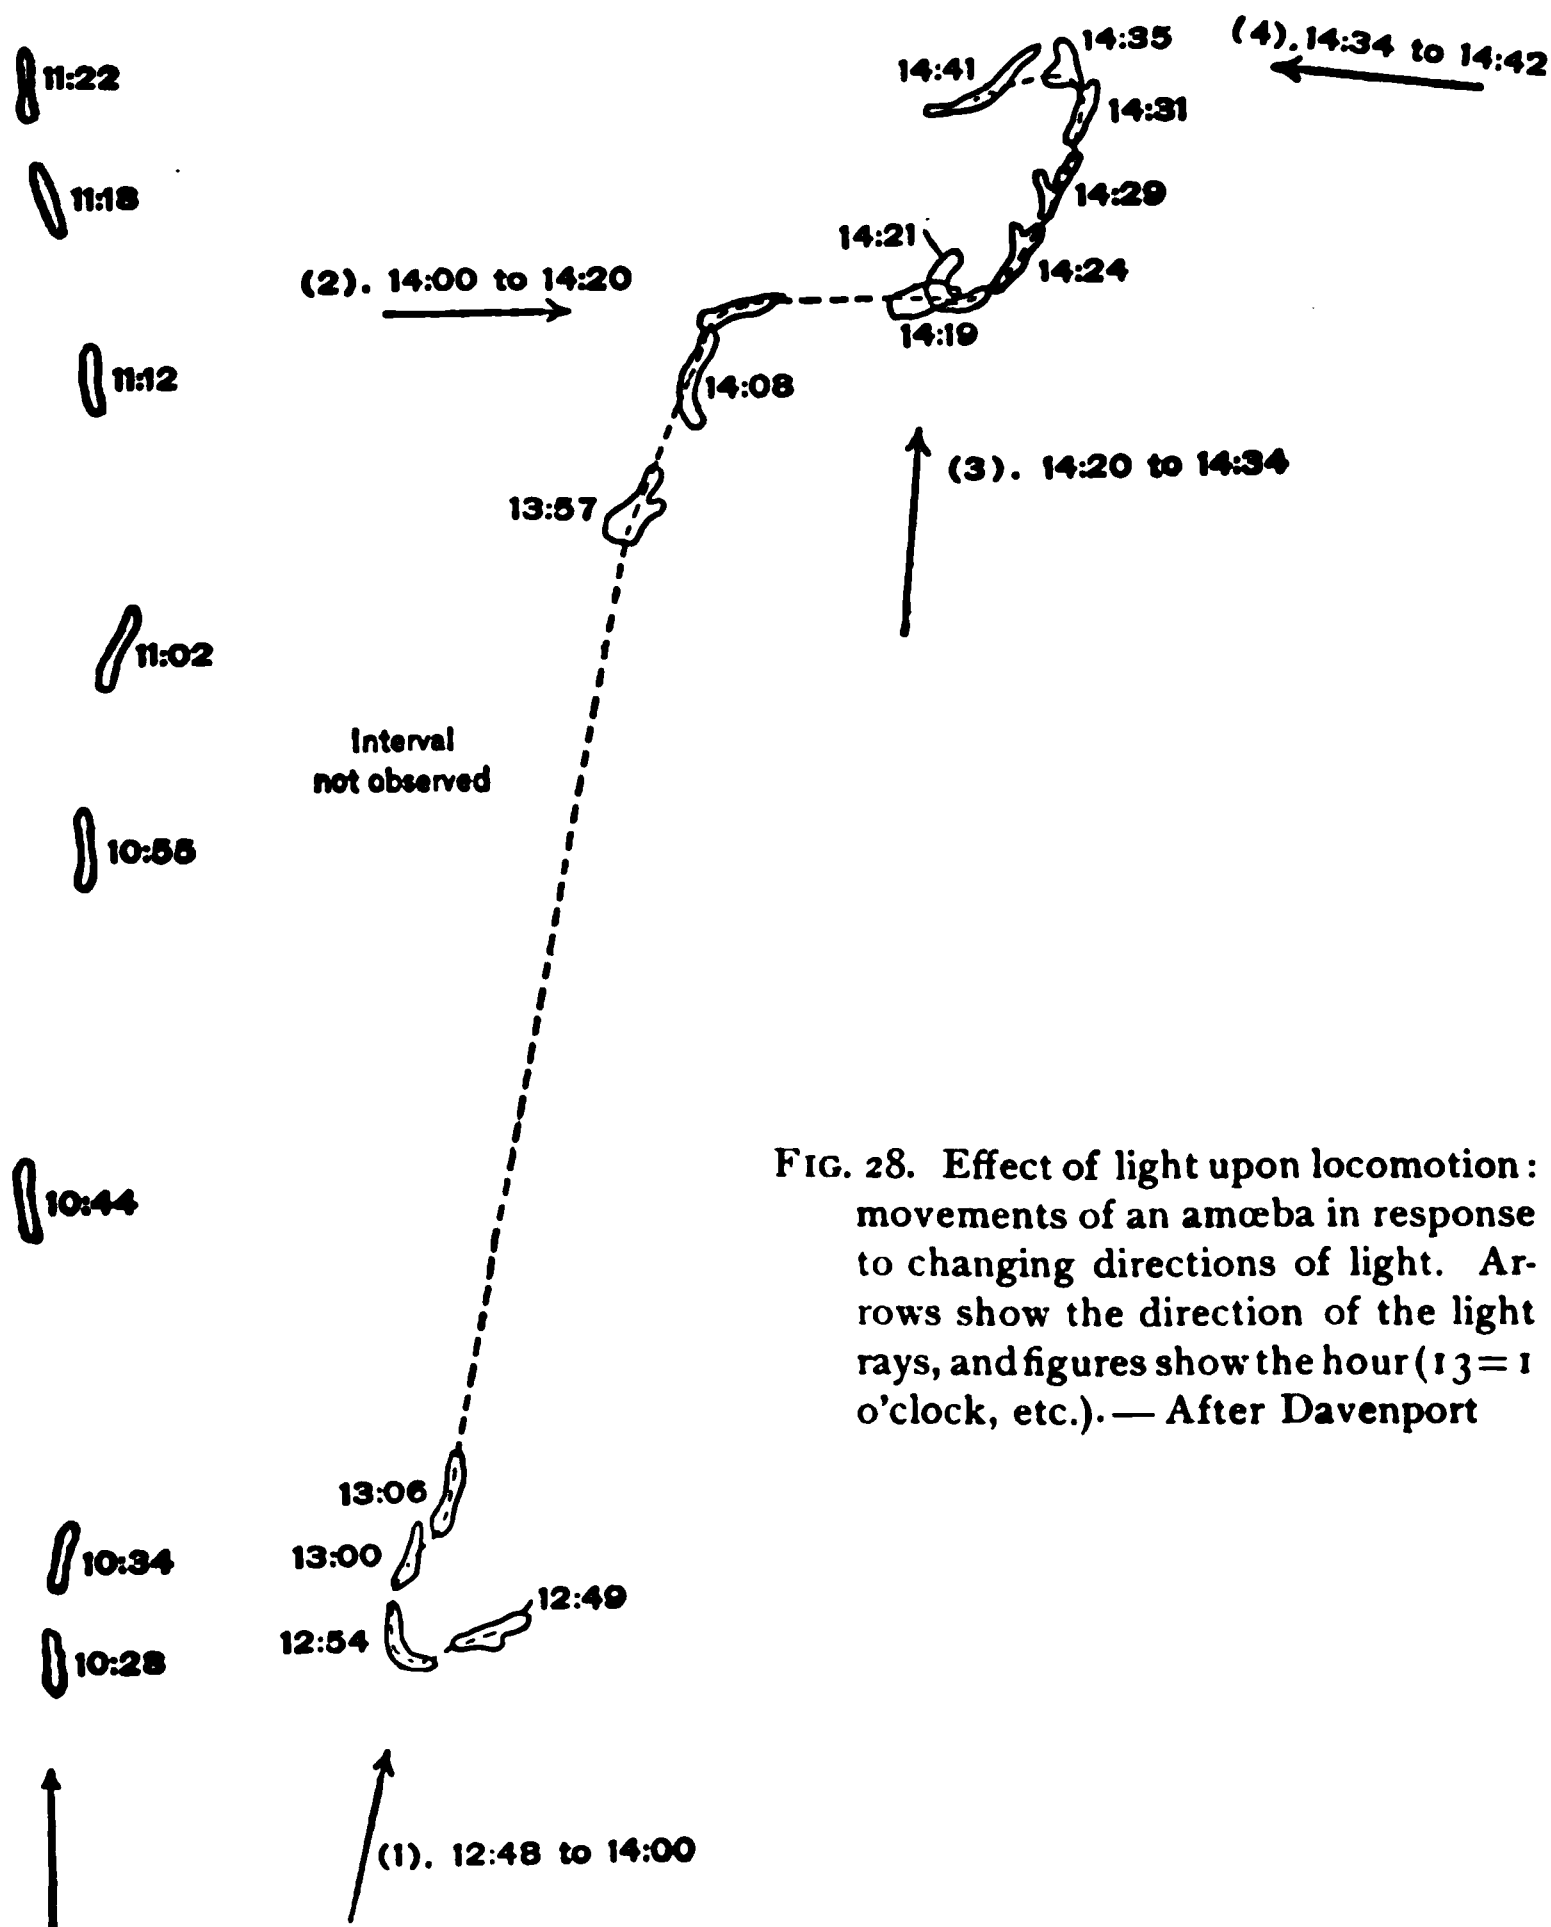 11:22
11:18
11:12
11:02
10:55
10:44
10:34
10:28
(1). 12:48 to 14:00
12:49
12:54
13:00
13:06
Interval
not observed
13:57
(2). 14:00 to 14:20
14:08
14:19
14:21
(3). 14:20 to 14:34
14:24
14:29
14:31
14:35
(4). 14:34 to 14:42
14:41
FIG. 28. Effect of light upon locomotion:
movements of an amœba in response
to changing directions of light. Ar-
rows show the direction of the light
rays, and figures show the hour (13=1
o'clock, etc.).— After Davenport